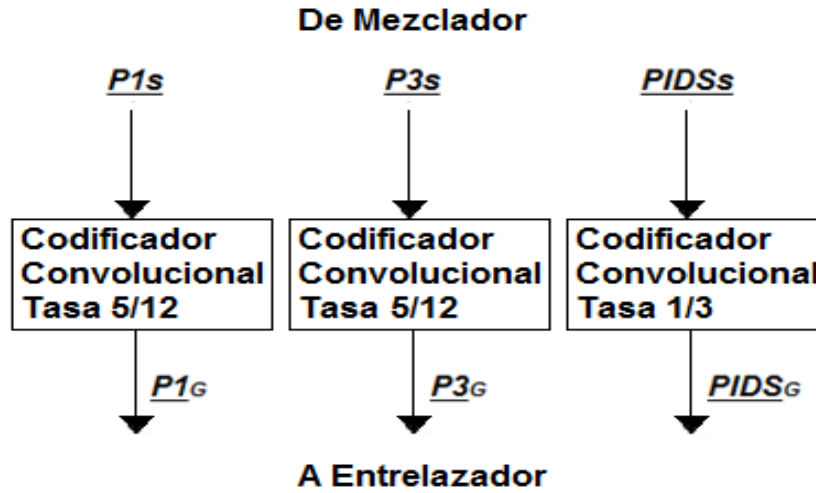 De Mezclador
P1s P3s PIDSs
Codificador Convolucional Tasa 5/12
Codificador Convolucional Tasa 5/12
Codificador Convolucional Tasa 1/3
P1G P3G PIDSG
A Entrelazador